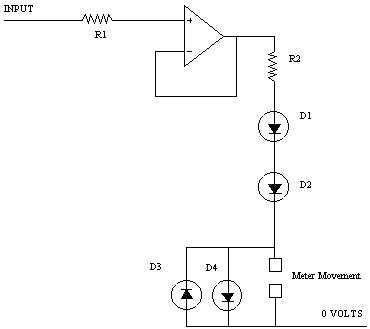 INPUT
R1
+
−
R2
D1
D2
D3
D4
Meter Movement
0 VOLTS